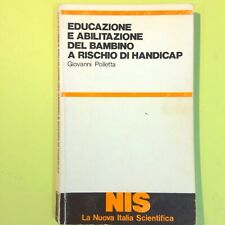 EDUCAZIONE
E ABILITAZIONE
DEL BAMBINO
A RISCHIO DI HANDICAP
Giovanni Polletta
NIS
La Nuova Italia Scientifica